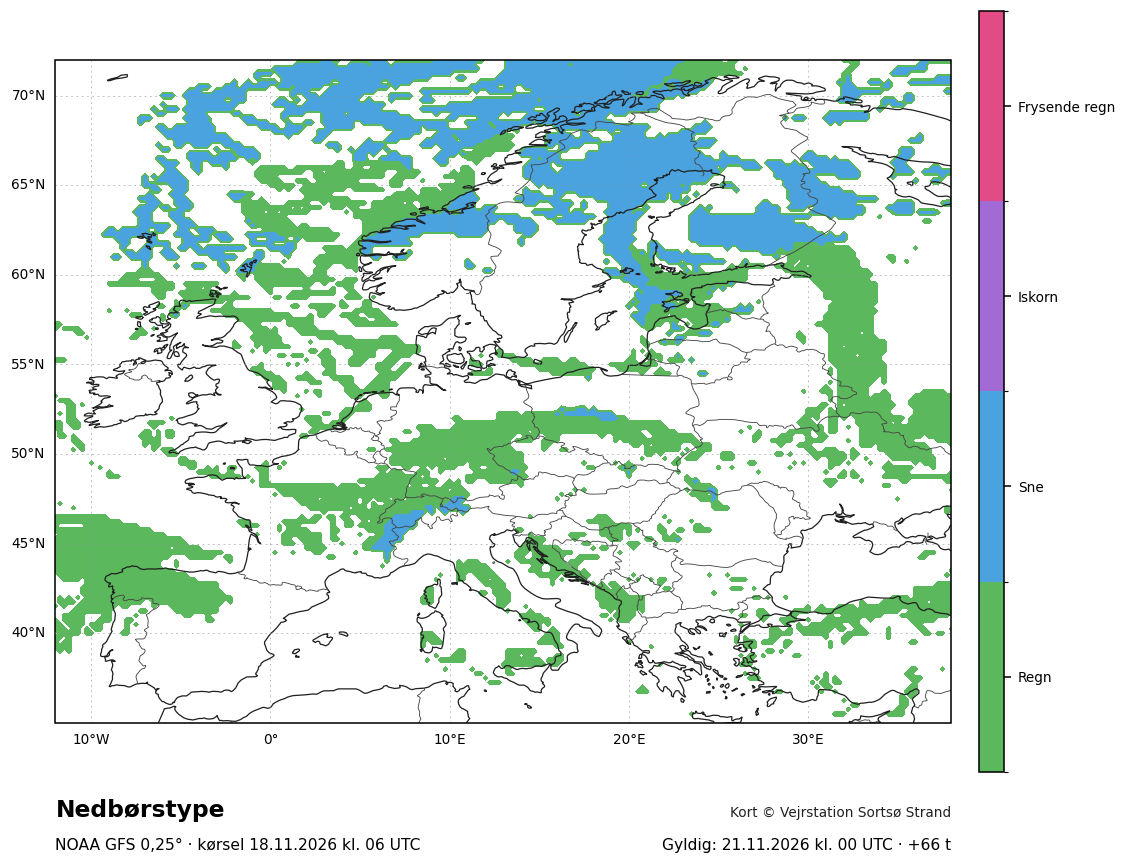 70°N
65°N
60°N
55°N
50°N
45°N
40°N
10°W
0°
10°E
20°E
30°E
Frysende regn
Iskorn
Sne
Regn
Nedbørstype
Kort © Vejrstation Sortsø Strand
NOAA GFS 0,25° · kørsel 18.11.2026 kl. 06 UTC
Gyldig: 21.11.2026 kl. 00 UTC · +66 t